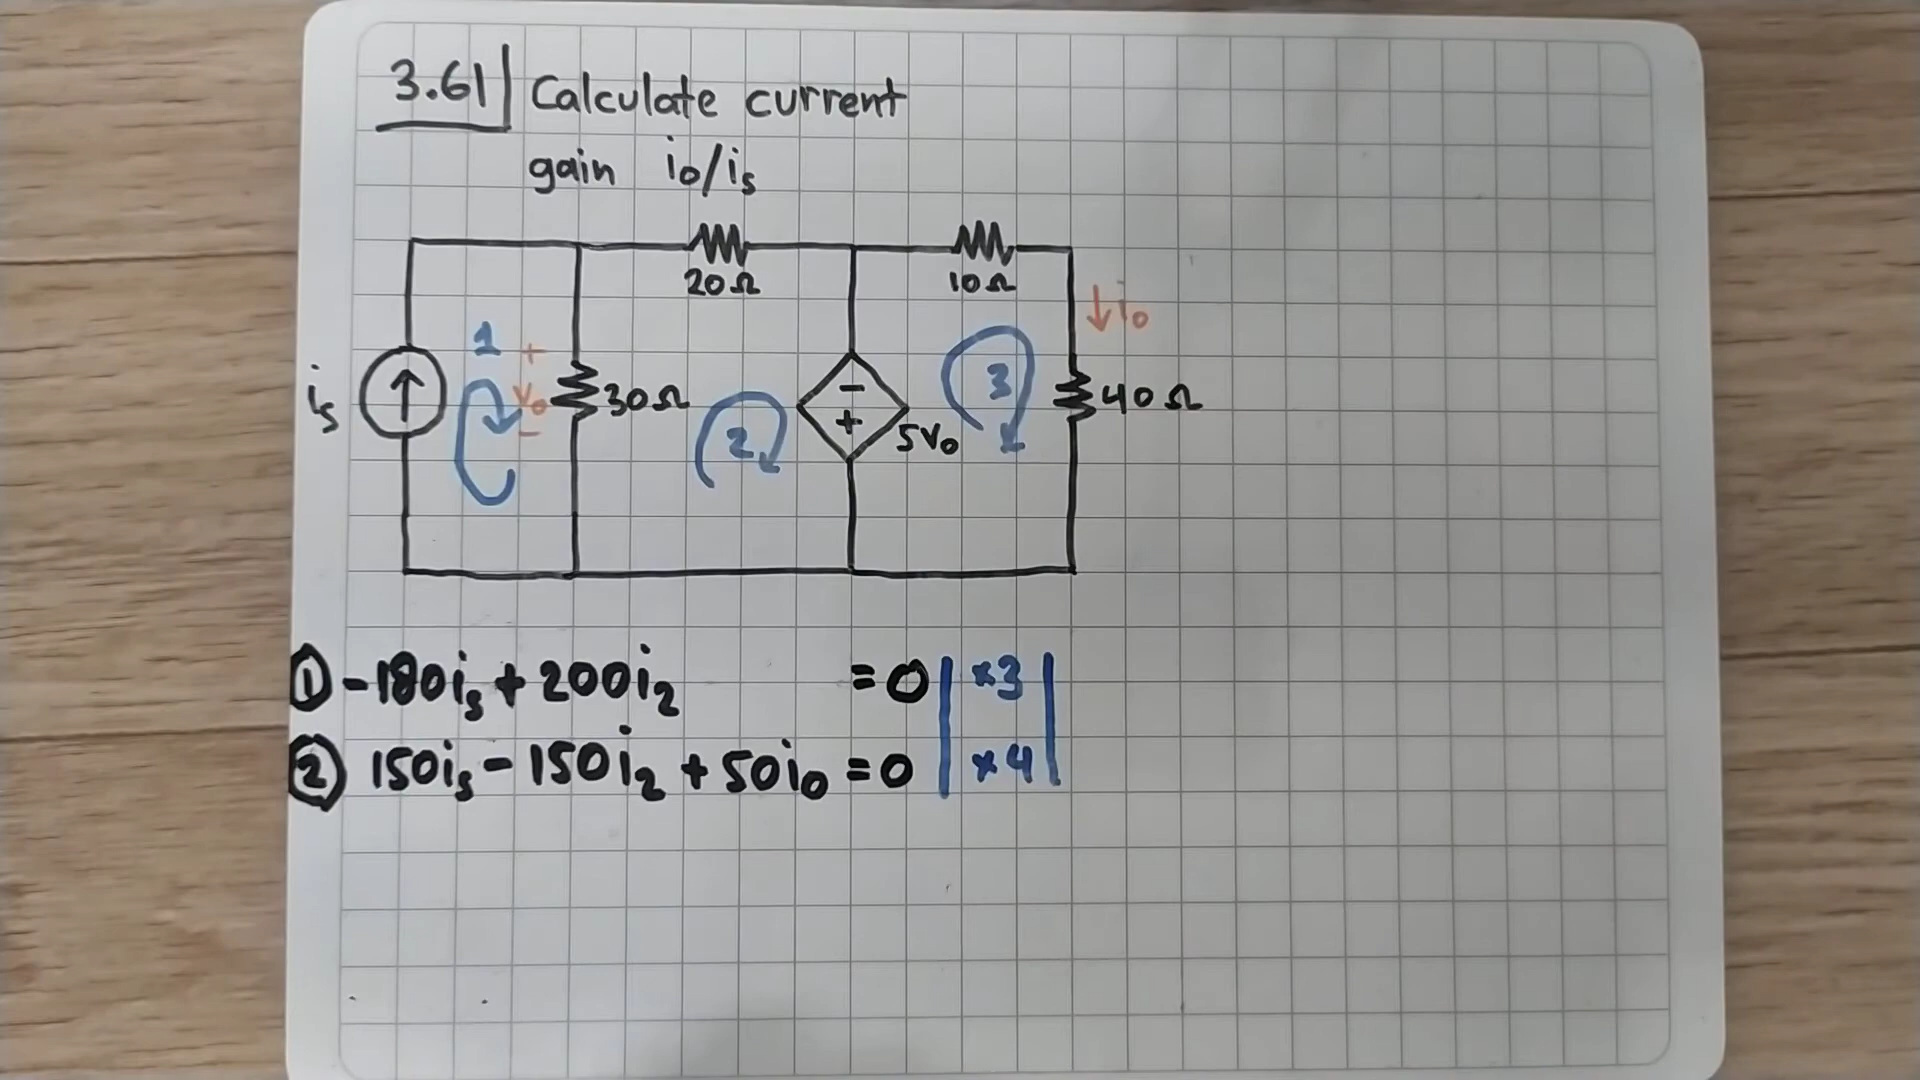 3.61 Calculate current
gain i₀/iₛ
20Ω
10Ω
↓i₀
1
+
v₀
-
iₛ
30Ω
2
-
+
5v₀
3
40Ω
① -180iₛ + 200i₂ = 0 | ×3 |
② 150iₛ - 150i₂ + 50i₀ = 0 | ×4 |